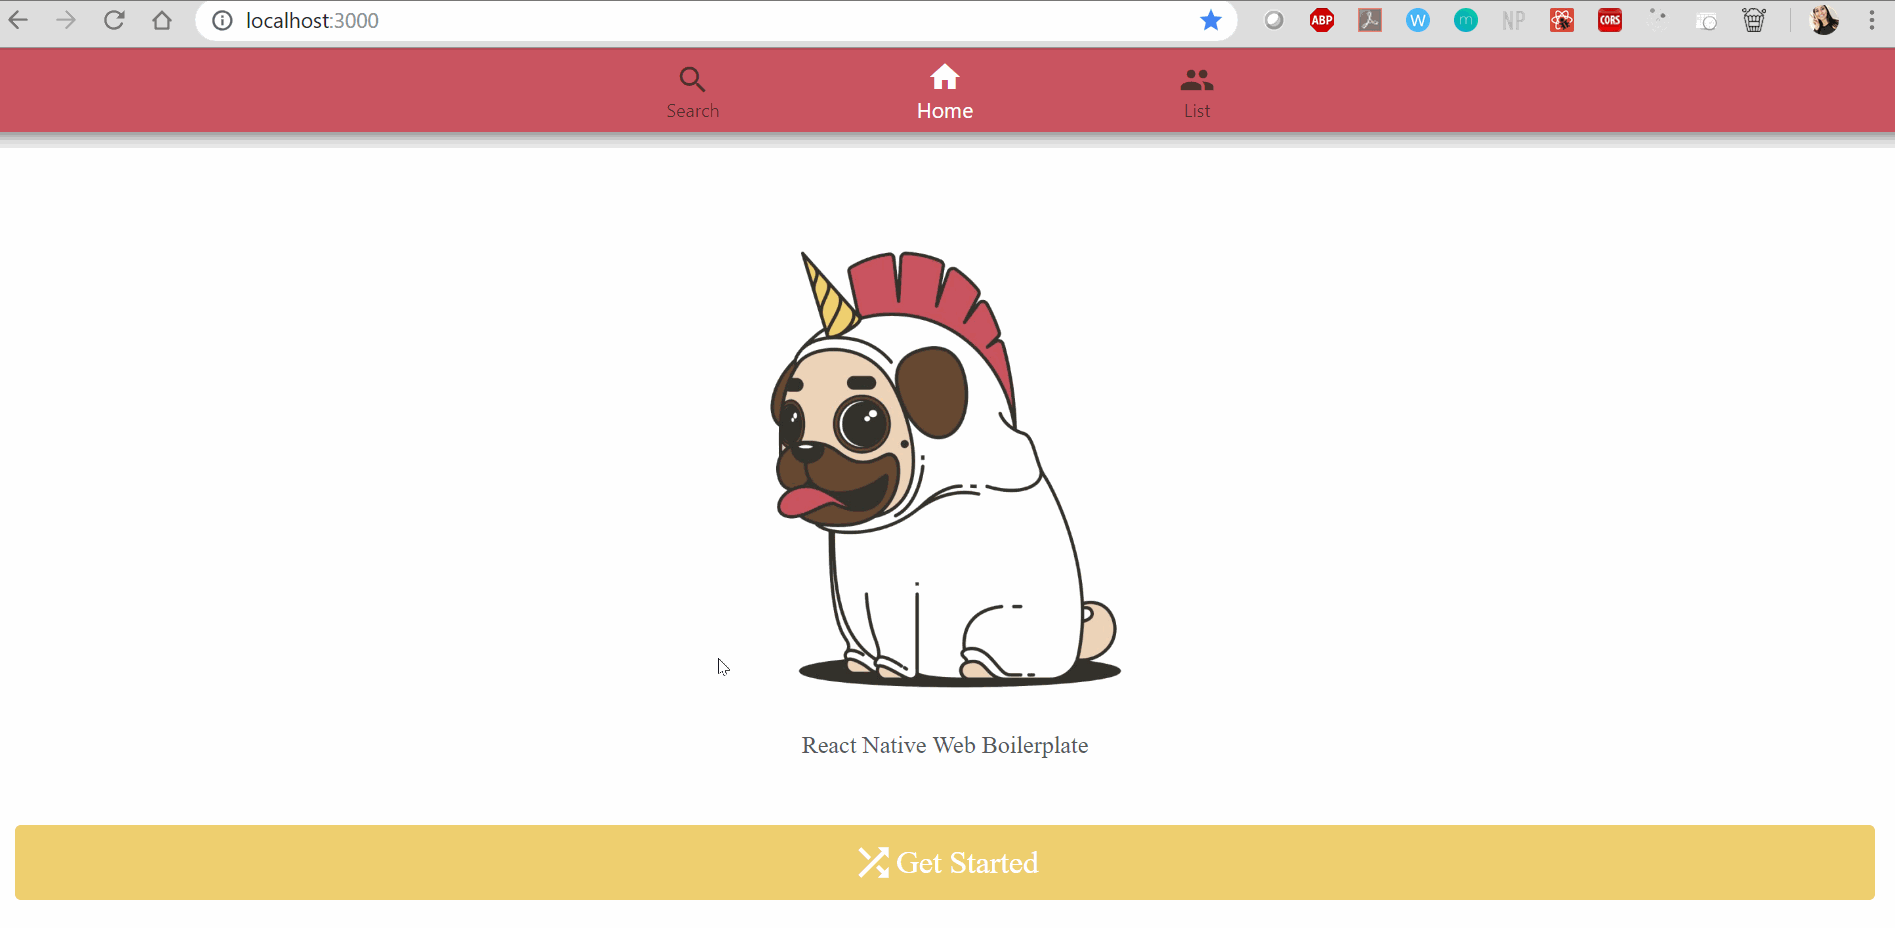 localhost:3000
ABP
W
m
NP
CORS
Search
Home
List
React Native Web Boilerplate
Get Started